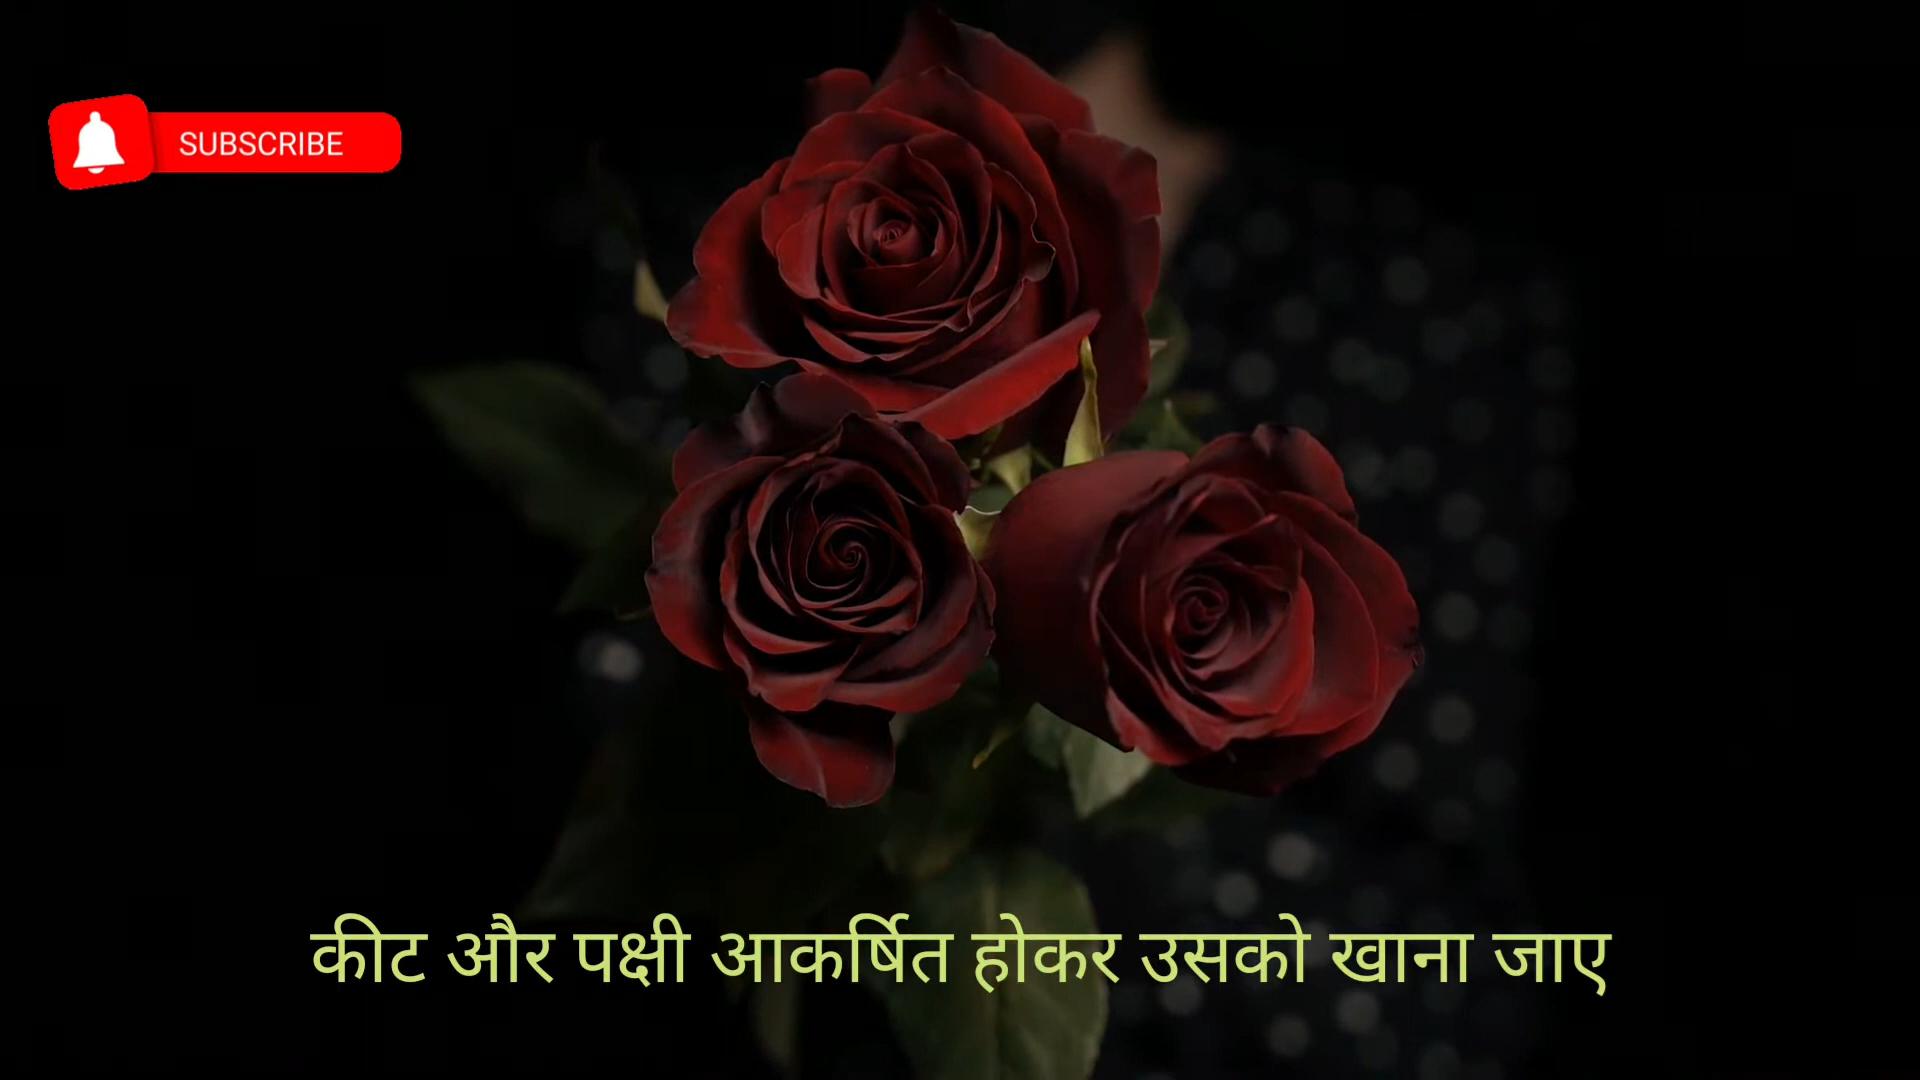 SUBSCRIBE
कीट और पक्षी आकर्षित होकर उसको खाना जाए